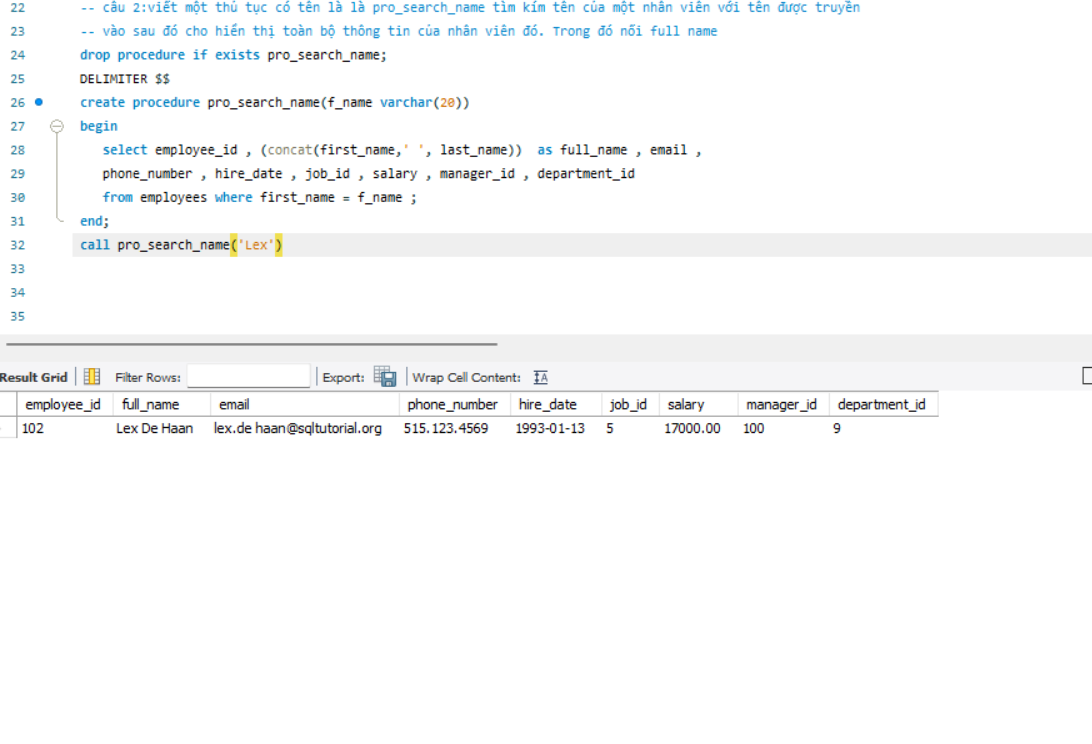 22 -- câu 2:viết một thủ tục có tên là là pro_search_name tìm kím tên của một nhân viên với tên được truyền
23 -- vào sau đó cho hiển thị toàn bộ thông tin của nhân viên đó. Trong đó nối full name
24 drop procedure if exists pro_search_name;
25 DELIMITER $$
26 create procedure pro_search_name(f_name varchar(20))
27 begin
28 select employee_id , (concat(first_name,' ', last_name)) as full_name , email ,
29 phone_number , hire_date , job_id , salary , manager_id , department_id
30 from employees where first_name = f_name ;
31 end;
32 call pro_search_name('Lex')
33
34
35
Result Grid Filter Rows: Export: Wrap Cell Content:
employee_id full_name email phone_number hire_date job_id salary manager_id department_id
102 Lex De Haan lex.de haan@sqltutorial.org 515.123.4569 1993-01-13 5 17000.00 100 9